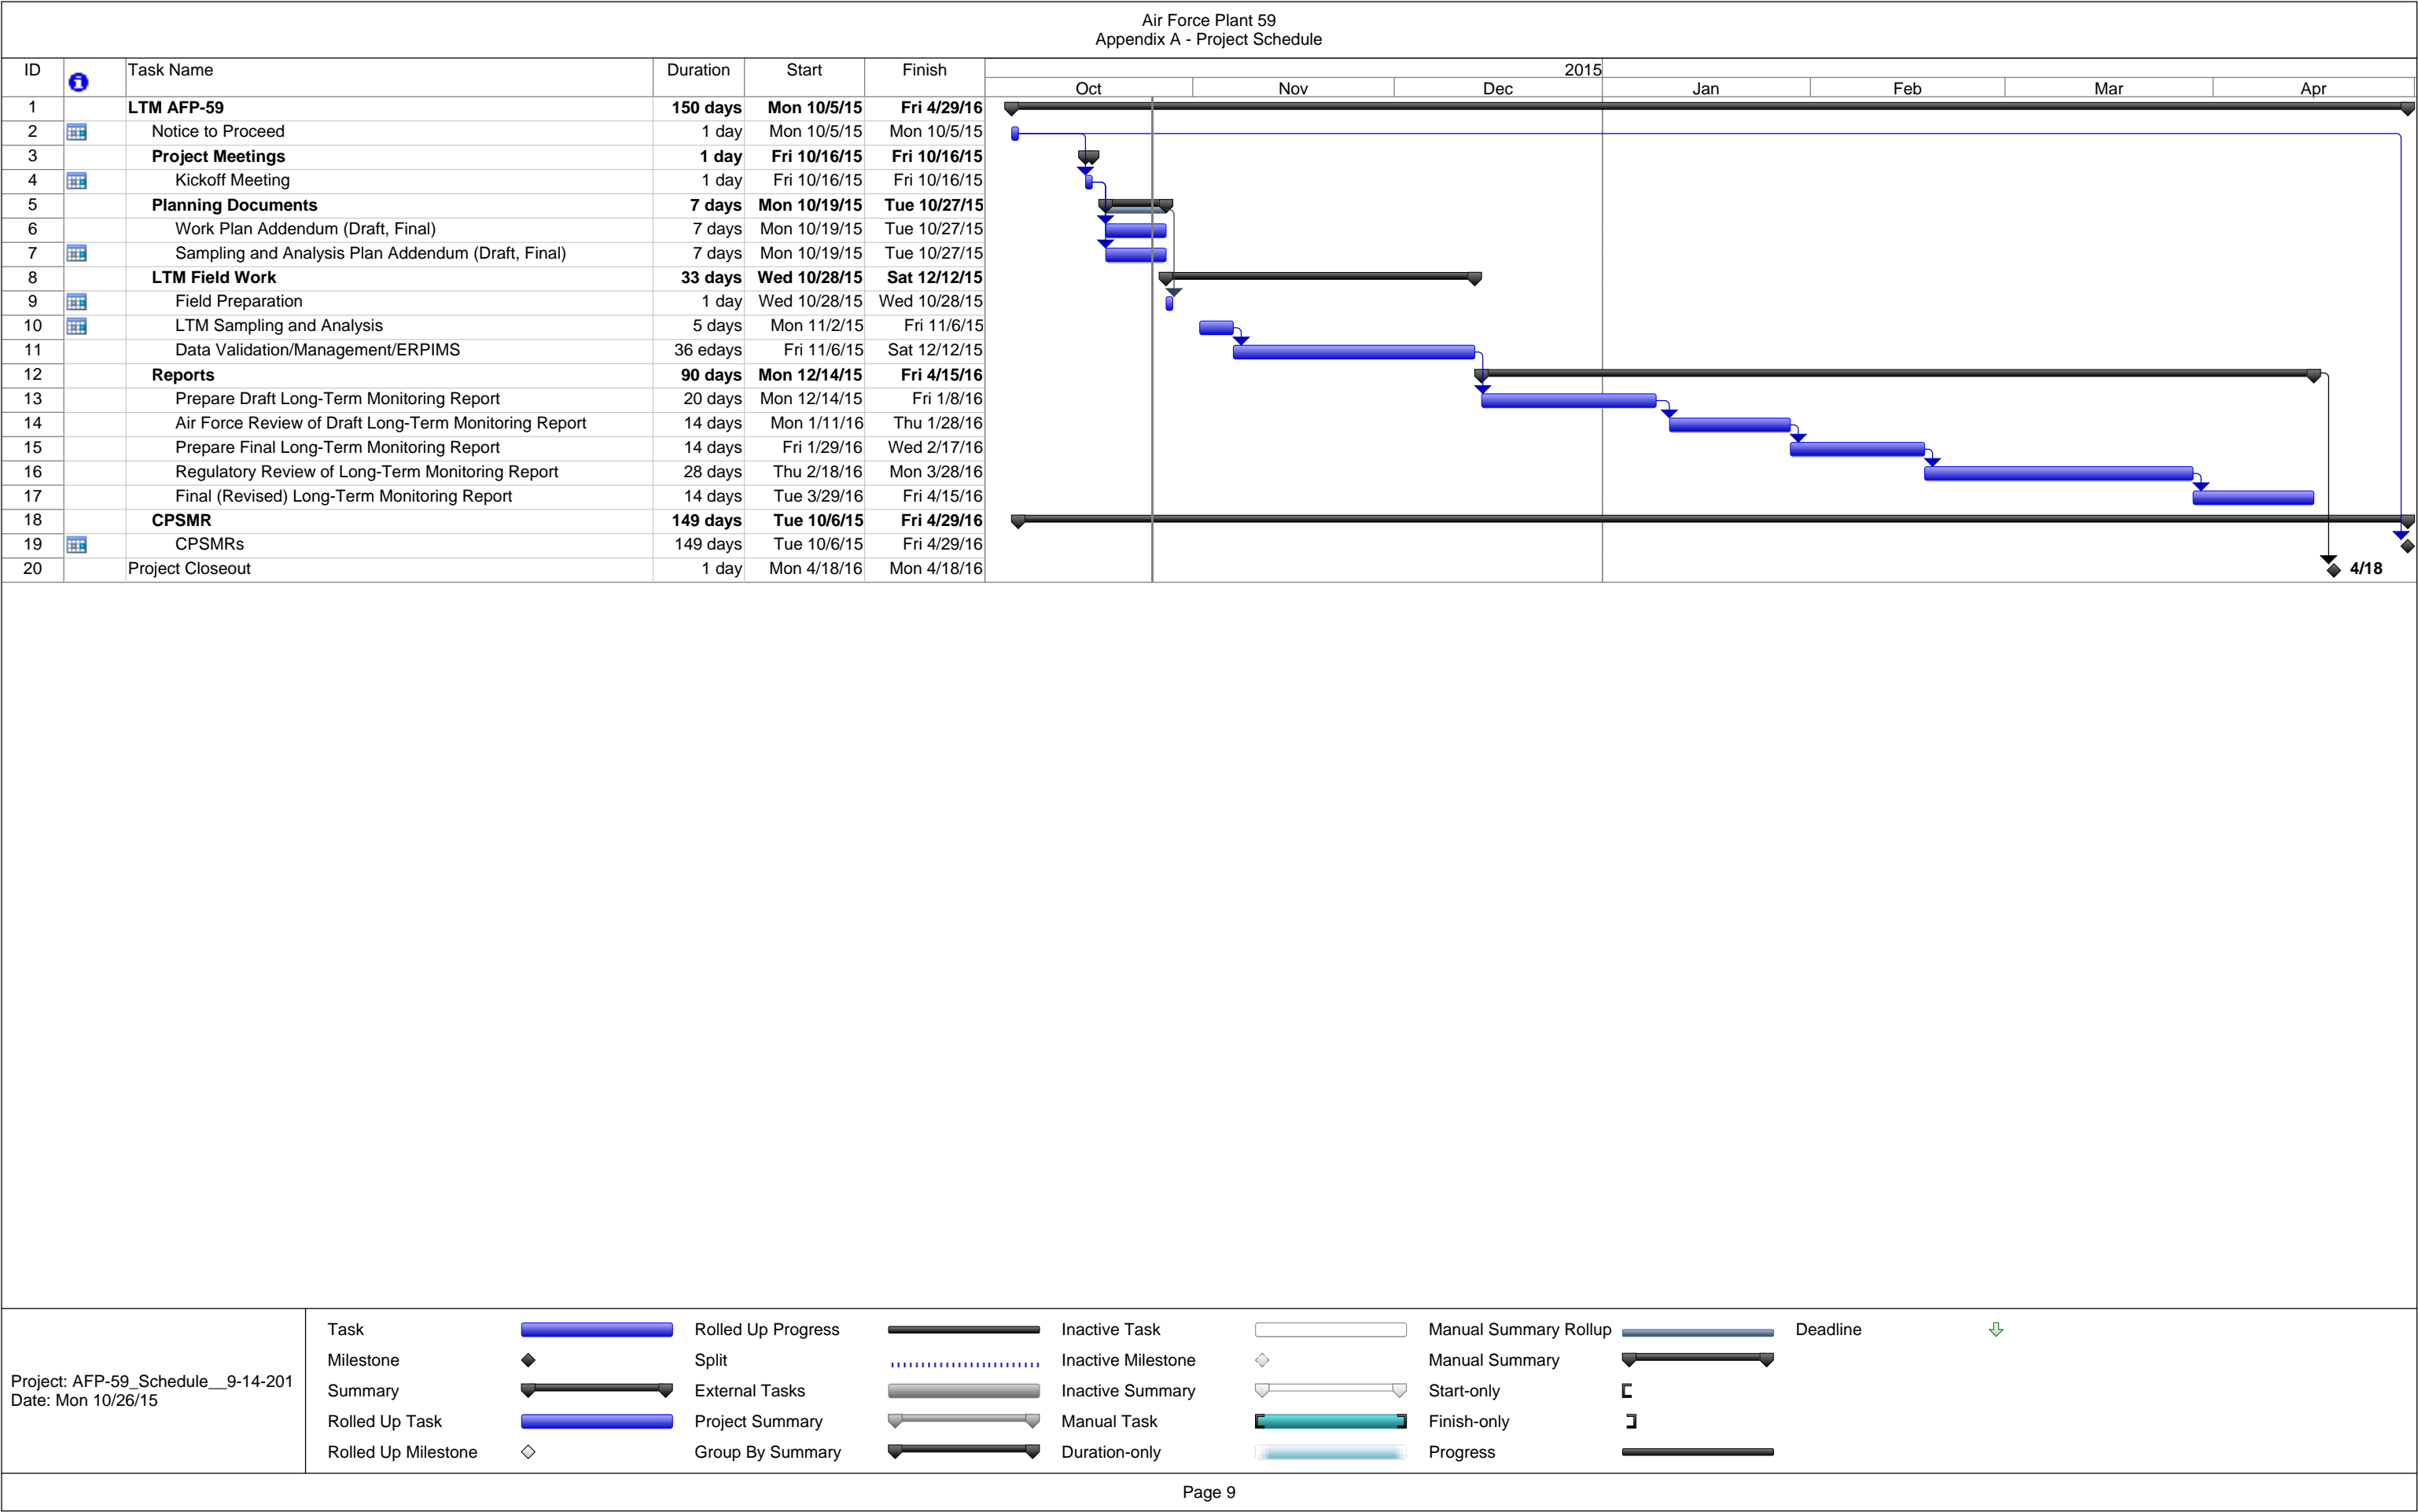 Air Force Plant 59
Appendix A - Project Schedule
ID Task Name Duration Start Finish 2015
Oct Nov Dec Jan Feb Mar Apr
1 LTM AFP-59 150 days Mon 10/5/15 Fri 4/29/16
2 Notice to Proceed 1 day Mon 10/5/15 Mon 10/5/15
3 Project Meetings 1 day Fri 10/16/15 Fri 10/16/15
4 Kickoff Meeting 1 day Fri 10/16/15 Fri 10/16/15
5 Planning Documents 7 days Mon 10/19/15 Tue 10/27/15
6 Work Plan Addendum (Draft, Final) 7 days Mon 10/19/15 Tue 10/27/15
7 Sampling and Analysis Plan Addendum (Draft, Final) 7 days Mon 10/19/15 Tue 10/27/15
8 LTM Field Work 33 days Wed 10/28/15 Sat 12/12/15
9 Field Preparation 1 day Wed 10/28/15 Wed 10/28/15
10 LTM Sampling and Analysis 5 days Mon 11/2/15 Fri 11/6/15
11 Data Validation/Management/ERPIMS 36 edays Fri 11/6/15 Sat 12/12/15
12 Reports 90 days Mon 12/14/15 Fri 4/15/16
13 Prepare Draft Long-Term Monitoring Report 20 days Mon 12/14/15 Fri 1/8/16
14 Air Force Review of Draft Long-Term Monitoring Report 14 days Mon 1/11/16 Thu 1/28/16
15 Prepare Final Long-Term Monitoring Report 14 days Fri 1/29/16 Wed 2/17/16
16 Regulatory Review of Long-Term Monitoring Report 28 days Thu 2/18/16 Mon 3/28/16
17 Final (Revised) Long-Term Monitoring Report 14 days Tue 3/29/16 Fri 4/15/16
18 CPSMR 149 days Tue 10/6/15 Fri 4/29/16
19 CPSMRs 149 days Tue 10/6/15 Fri 4/29/16
20 Project Closeout 1 day Mon 4/18/16 Mon 4/18/16 4/18
Project: AFP-59_Schedule__9-14-201
Date: Mon 10/26/15
Task
Milestone
Summary
Rolled Up Task
Rolled Up Milestone
Rolled Up Progress
Split
External Tasks
Project Summary
Group By Summary
Inactive Task
Inactive Milestone
Inactive Summary
Manual Task
Duration-only
Manual Summary Rollup
Manual Summary
Start-only
Finish-only
Progress
Deadline
Page 9